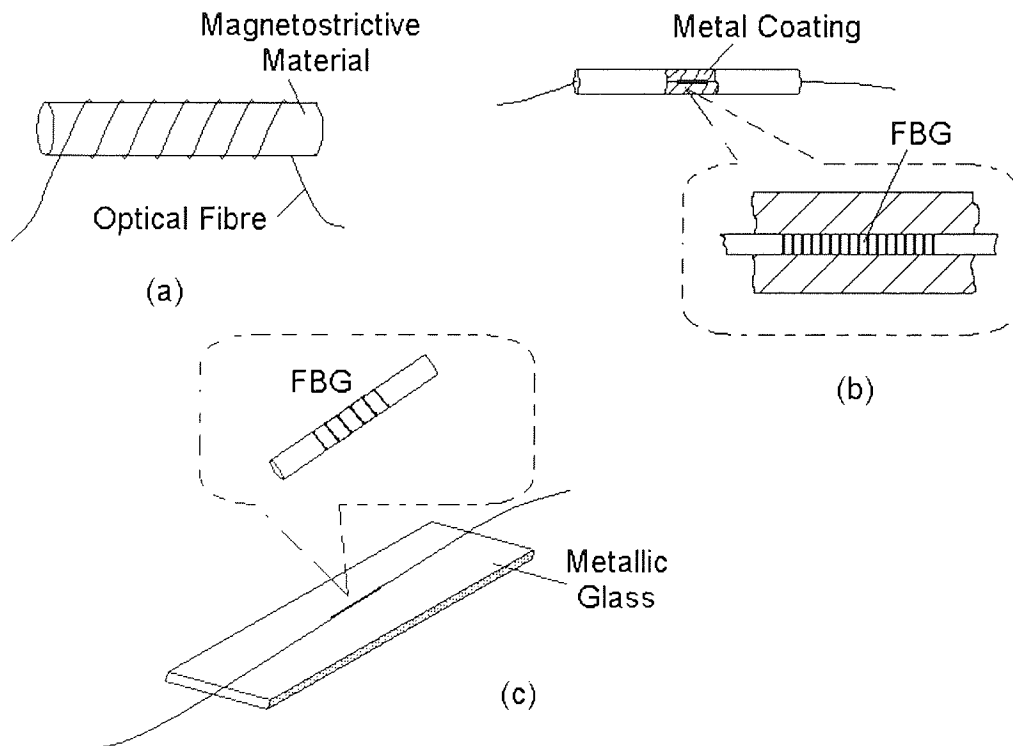 Magnetostrictive
Material
Optical Fibre
(a)
Metal Coating
FBG
(b)
FBG
Metallic
Glass
(c)